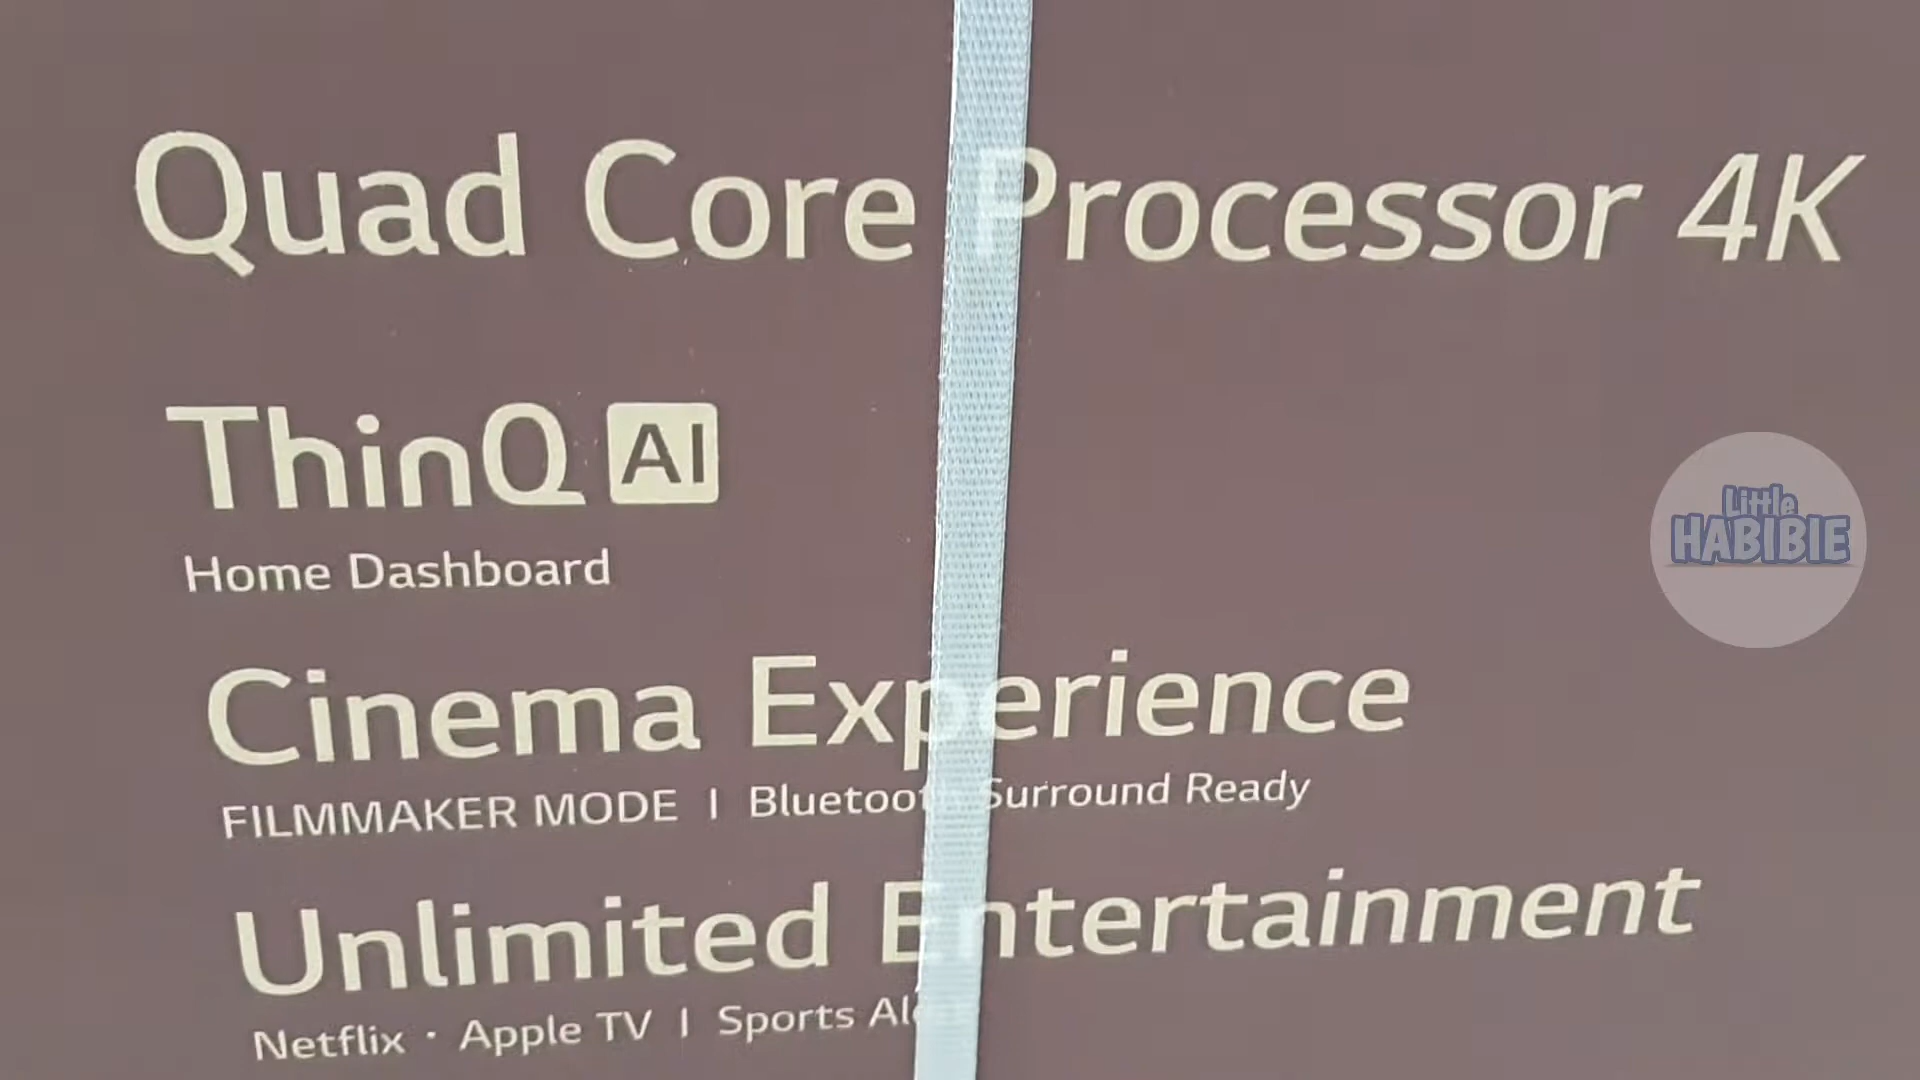 Quad Core Processor 4K
ThinQ AI
Home Dashboard
Little
HABIBIE
Cinema Experience
FILMMAKER MODE | Bluetooth Surround Ready
Unlimited Entertainment
Netflix · Apple TV | Sports